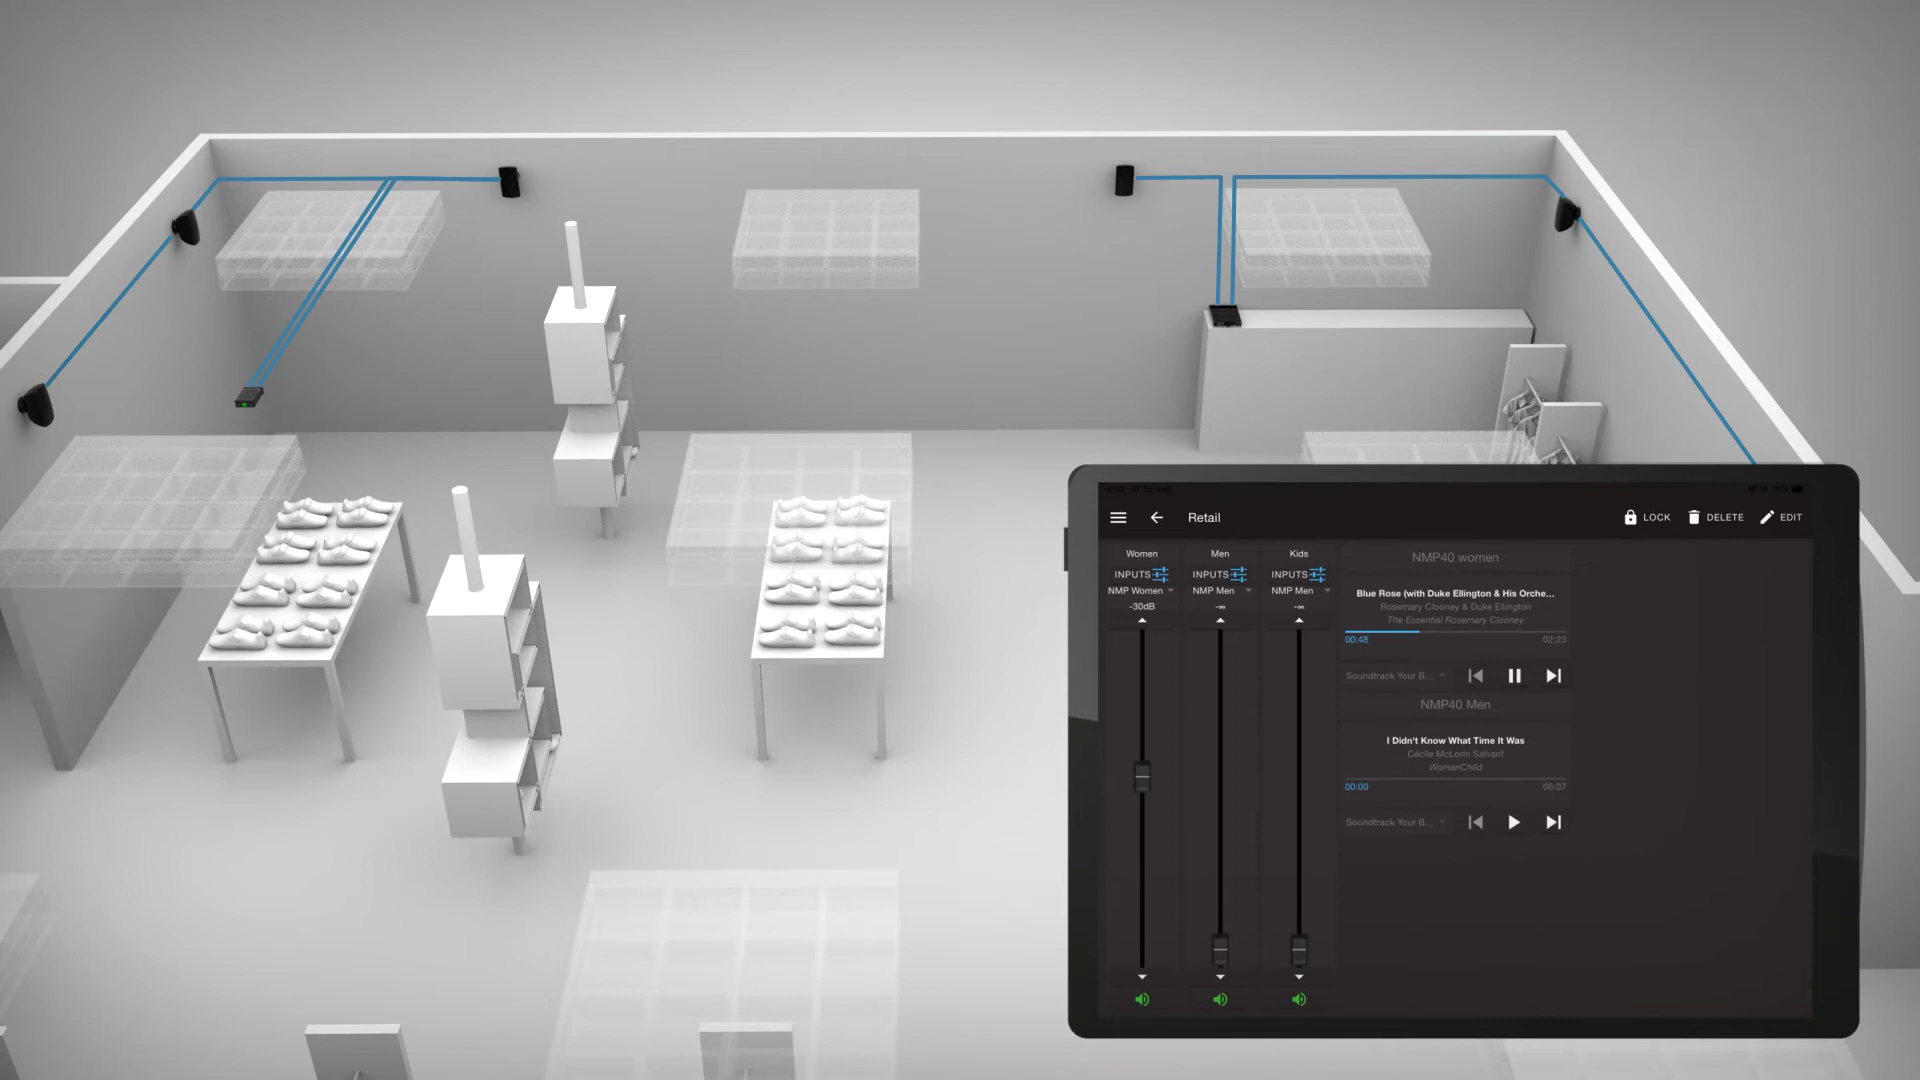 Retail
LOCK
DELETE
EDIT
Women
INPUTS
NMP Women
-30dB
Men
INPUTS
NMP Men
-∞
Kids
INPUTS
NMP Men
-∞
NMP40 women
Blue Rose (with Duke Ellington & His Orche...
Rosemary Clooney & Duke Ellington
The Essential Rosemary Clooney
00:48
02:23
Soundtrack Your B...
NMP40 Men
I Didn't Know What Time It Was
Cécile McLorin Salvant
WomanChild
00:00
06:07
Soundtrack Your B...